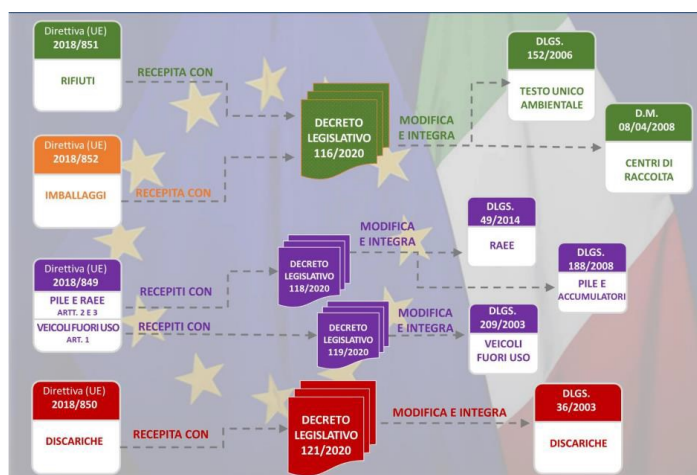 Direttiva (UE)
2018/851
RIFIUTI
RECEPITA CON
Direttiva (UE)
2018/852
IMBALLAGGI
RECEPITA CON
DECRETO
LEGISLATIVO
116/2020
MODIFICA
E INTEGRA
DLGS.
152/2006
TESTO UNICO
AMBIENTALE
D.M.
08/04/2008
CENTRI DI
RACCOLTA
Direttiva (UE)
2018/849
PILE E RAEE
ARTT. 2 E 3
VEICOLI FUORI USO
ART. 1
RECEPITI CON
DECRETO
LEGISLATIVO
118/2020
MODIFICA
E INTEGRA
DLGS.
49/2014
RAEE
DLGS.
188/2008
PILE E
ACCUMULATORI
RECEPITI CON
DECRETO
LEGISLATIVO
119/2020
MODIFICA
E INTEGRA
DLGS.
209/2003
VEICOLI
FUORI USO
Direttiva (UE)
2018/850
DISCARICHE
RECEPITA CON
DECRETO
LEGISLATIVO
121/2020
MODIFICA E INTEGRA
DLGS.
36/2003
DISCARICHE